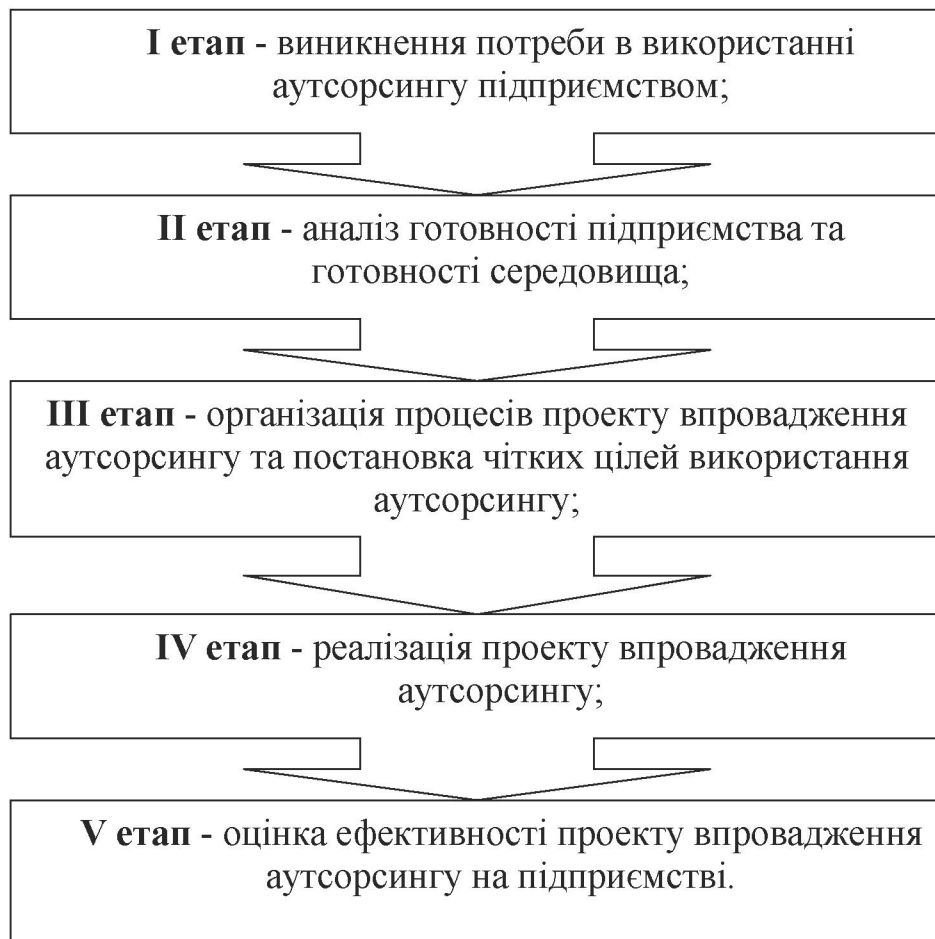 I етап - виникнення потреби в використанні
аутсорсингу підприємством;
II етап - аналіз готовності підприємства та
готовності середовища;
III етап - організація процесів проекту впровадження
аутсорсингу та постановка чітких цілей використання
аутсорсингу;
IV етап - реалізація проекту впровадження
аутсорсингу;
V етап - оцінка ефективності проекту впровадження
аутсорсингу на підприємстві.